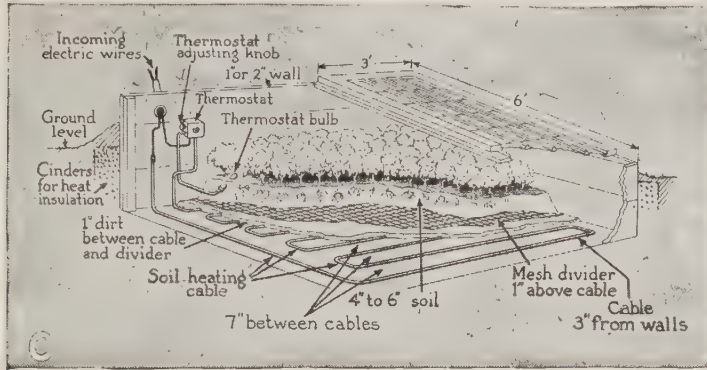 Incoming
electric wires
Thermostat
adjusting knob
1" or 2" wall
3'
6'
Thermostat
Thermostat bulb
Ground
level
Cinders
for heat
insulation
1" dirt
between cable
and divider
Soil heating
cable
4" to 6" soil
7" between cables
Mesh divider
1" above cable
Cable
3" from walls
C